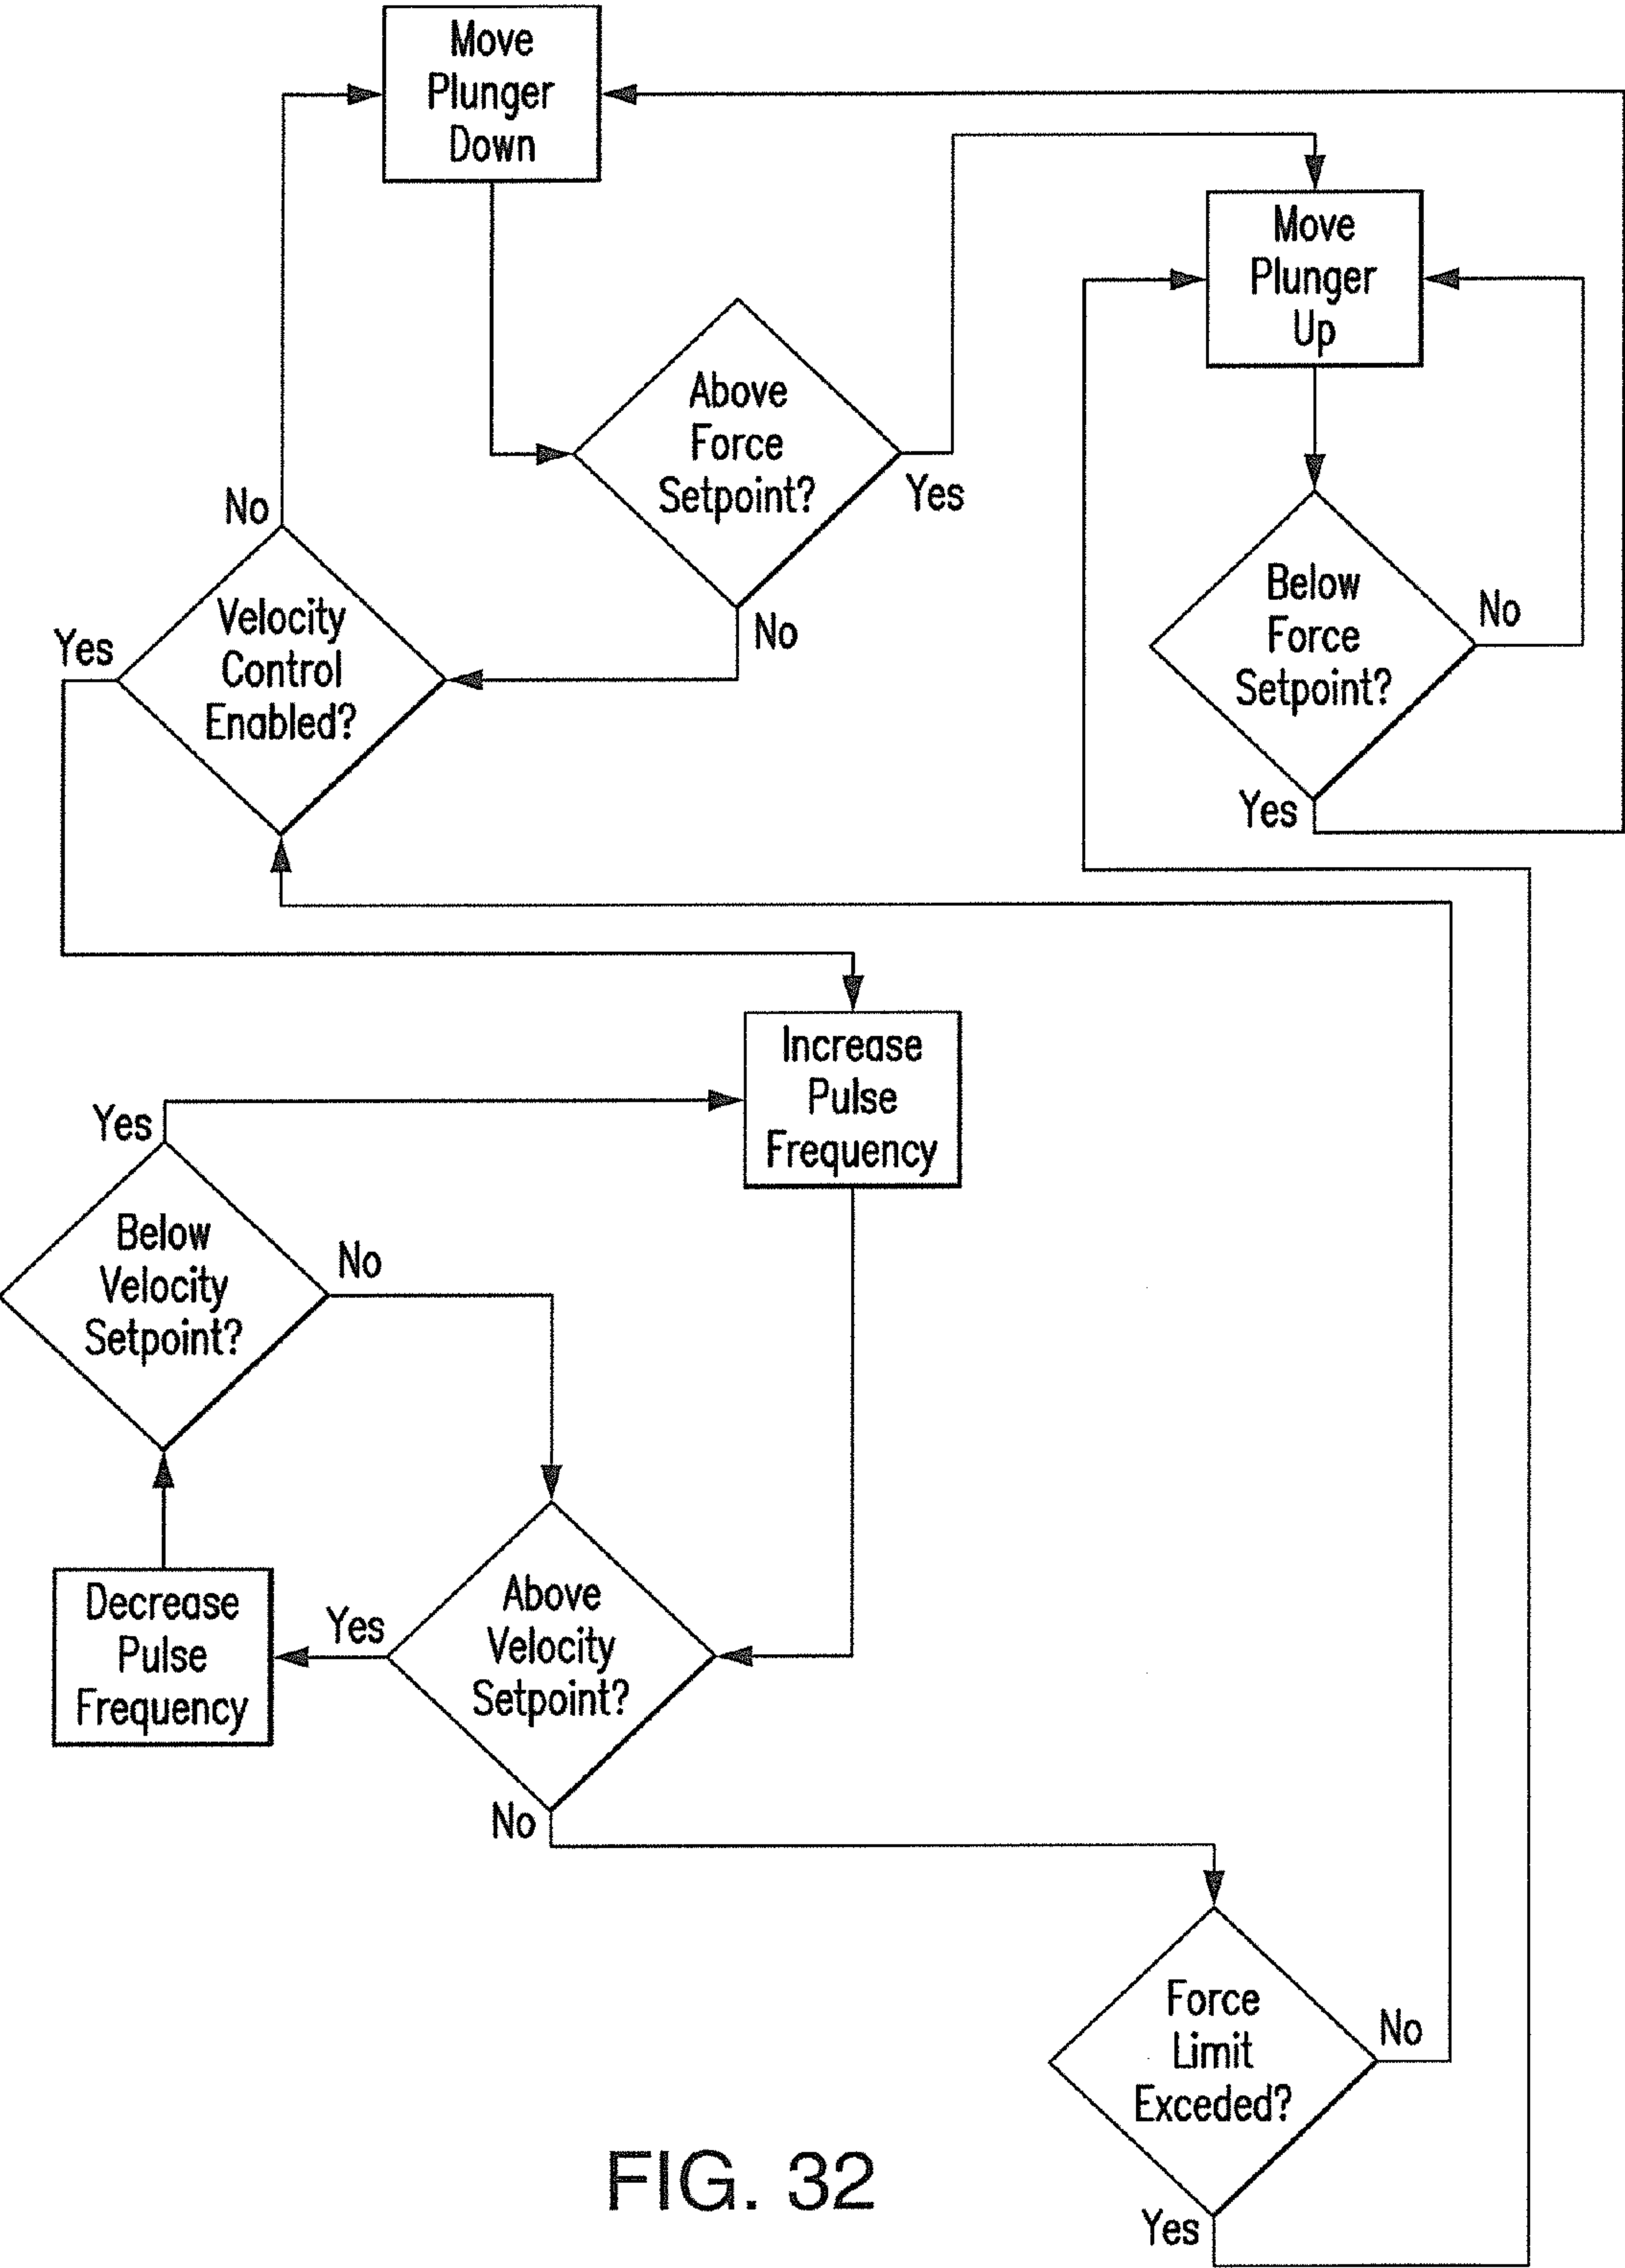 Move
Plunger
Down
Move
Plunger
Up
Above
Force
Setpoint?
Yes
No
No
Velocity
Control
Enabled?
Yes
Below
Force
Setpoint?
No
Yes
Increase
Pulse
Frequency
Yes
Below
Velocity
Setpoint?
No
Decrease
Pulse
Frequency
Yes
Above
Velocity
Setpoint?
No
Force
Limit
Exceded?
No
Yes
FIG. 32